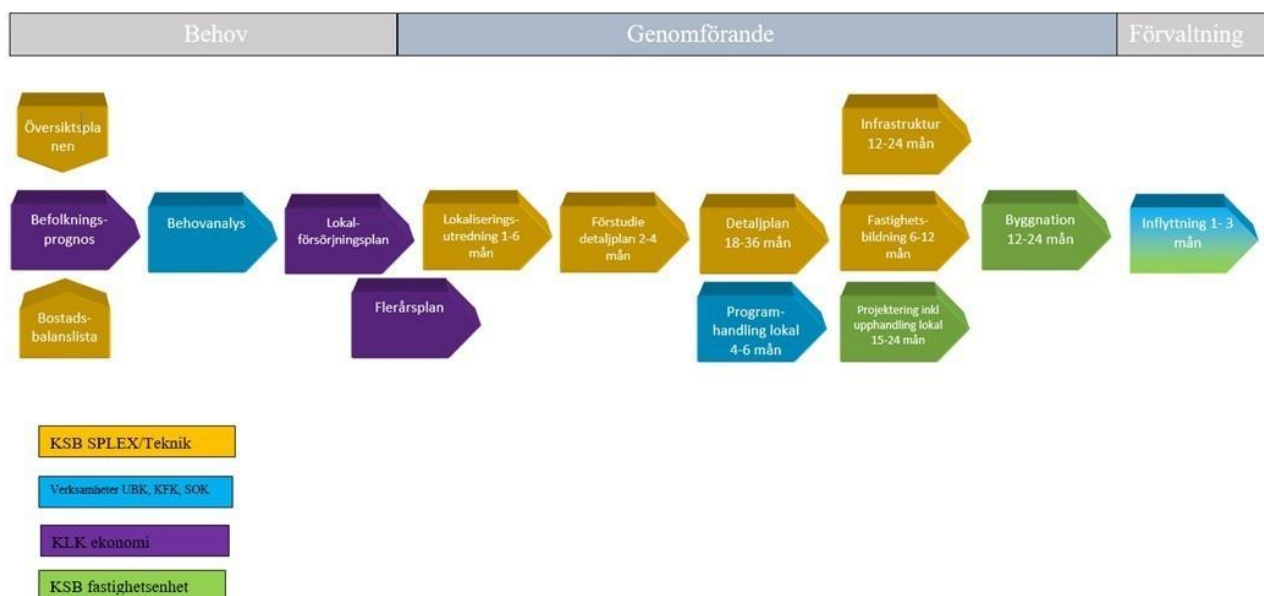 Behov
Genomförande
Förvaltning
Översiktspla
nen
Infrastruktur
12-24 mån
Befolknings-
prognos
Behovanalys
Lokal-
försörjningsplan
Lokaliserings-
utredning 1-6
mån
Förstudie
detaljplan 2-4
mån
Detaljplan
18-36 mån
Fastighets-
bildning 6-12
mån
Byggnation
12-24 mån
Inflyttning 1- 3
mån
Bostads-
balanslista
Flerårsplan
Program-
handling lokal
4-6 mån
Projektering inkl
upphandling lokal
15-24 mån
KSB SPLEX/Teknik
Verksamheter UBK, KFK, SOK
KLK ekonomi
KSB fastighetsenhet